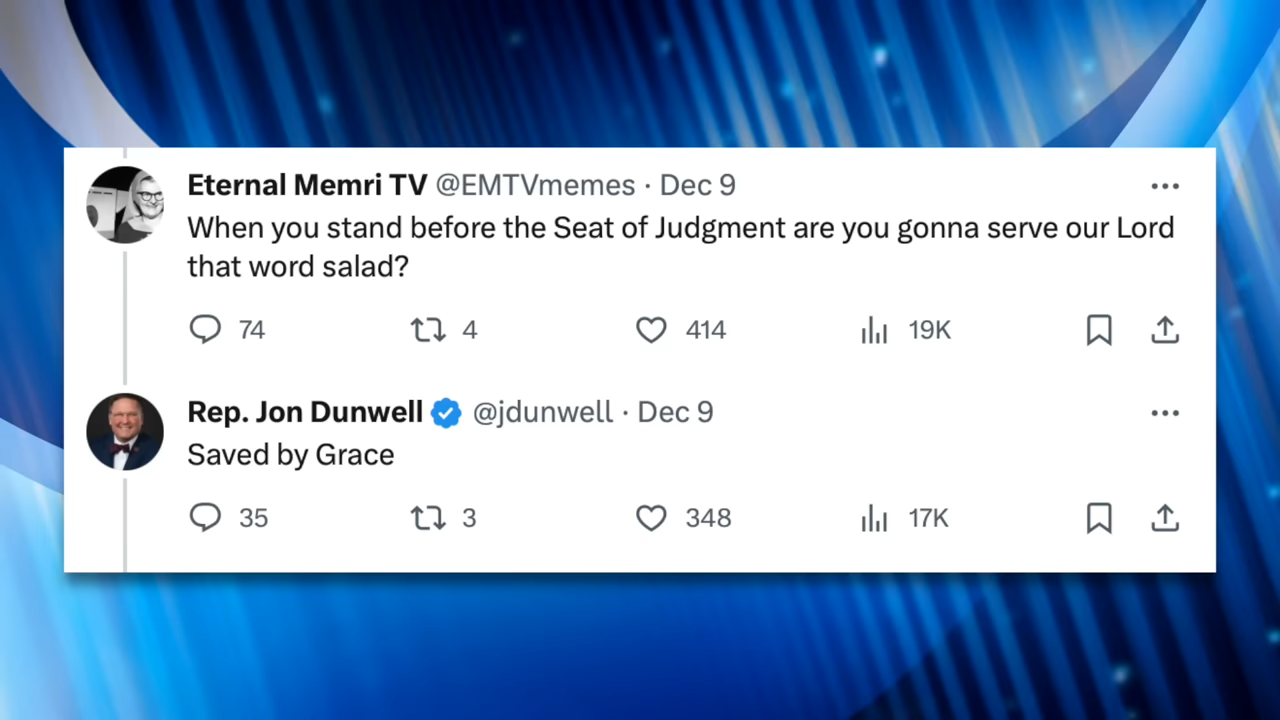 Eternal Memri TV @EMTVmemes · Dec 9
When you stand before the Seat of Judgment are you gonna serve our Lord
that word salad?
74 4 414 19K
Rep. Jon Dunwell @jdunwell · Dec 9
Saved by Grace
35 3 348 17K